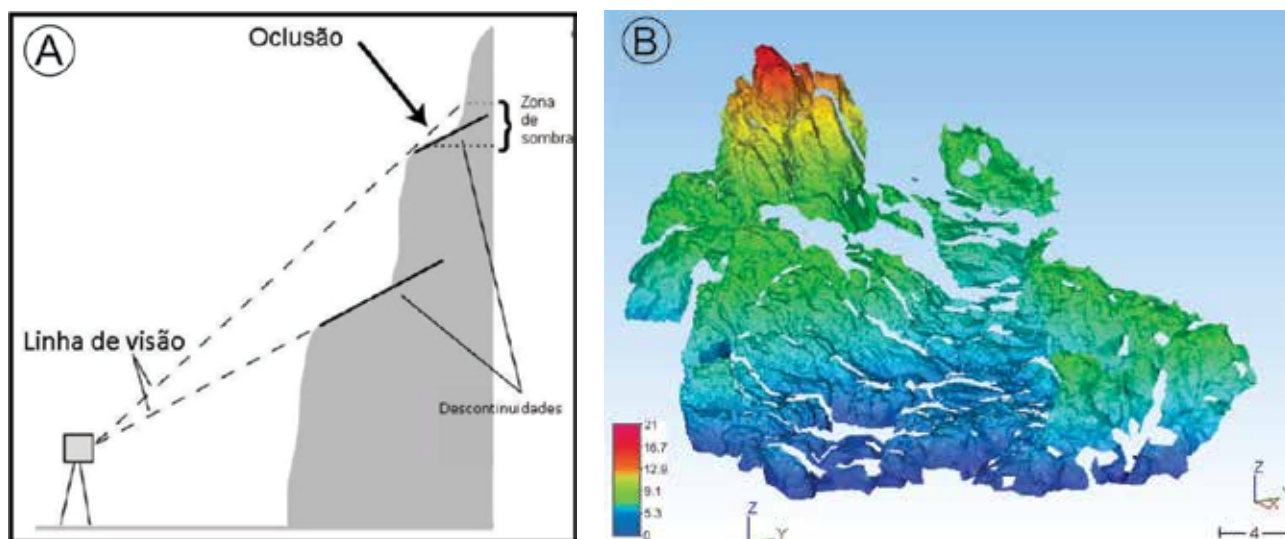 A
Oclusão
Zona
de
sombra
Linha de visão
Descontinuidades
B
21
16.7
12.9
9.1
5.3
0
Z
Y
Z
X
4